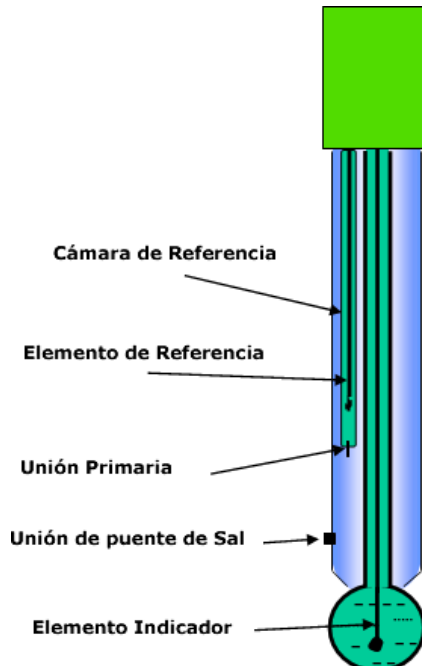 Cámara de Referencia
Elemento de Referencia
Unión Primaria
Unión de puente de Sal
Elemento Indicador